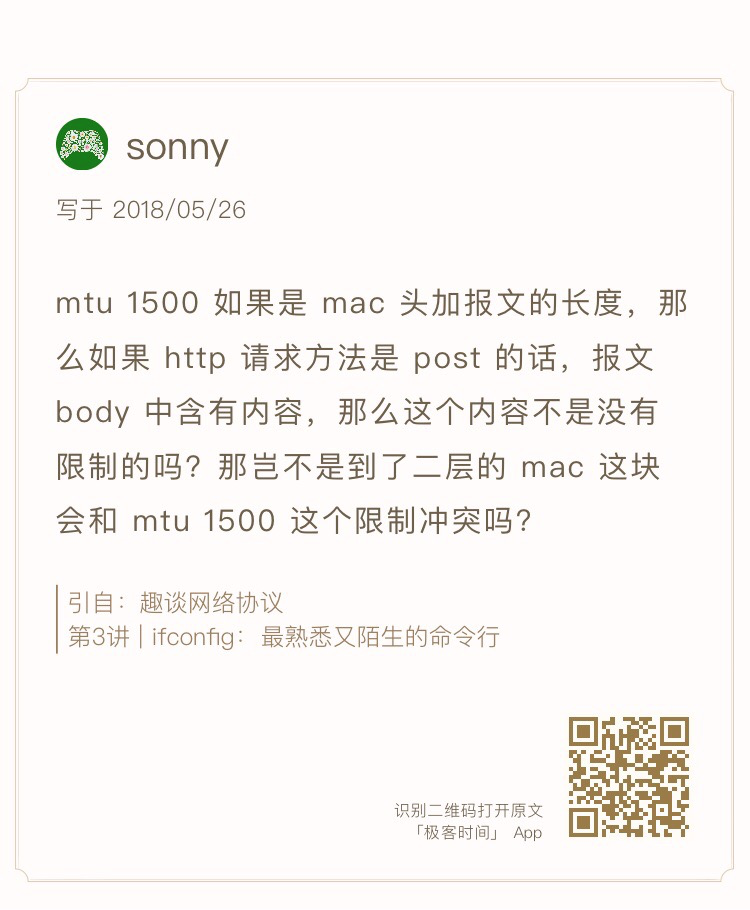 sonny
写于 2018/05/26
mtu 1500 如果是 mac 头加报文的长度，那
么如果 http 请求方法是 post 的话，报文
body 中含有内容，那么这个内容不是没有
限制的吗？那岂不是到了二层的 mac 这块
会和 mtu 1500 这个限制冲突吗？
引自：趣谈网络协议
第3讲 | ifconfig：最熟悉又陌生的命令行
识别二维码打开原文
「极客时间」 App